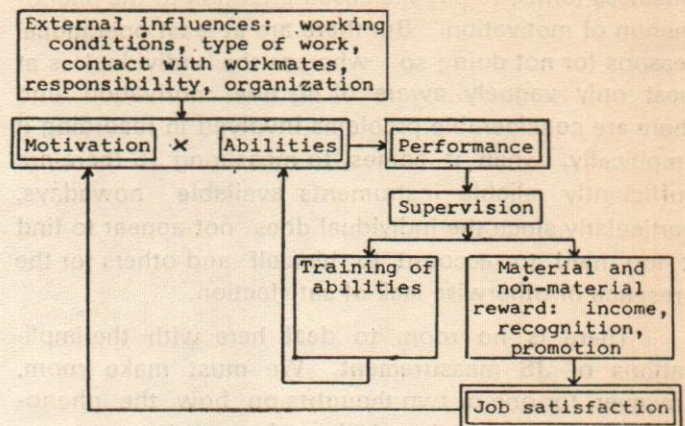 External influences: working
conditions, type of work,
contact with workmates,
responsibility, organization
Motivation × Abilities
Performance
Supervision
Training of
abilities
Material and
non-material
reward: income,
recognition,
promotion
Job satisfaction